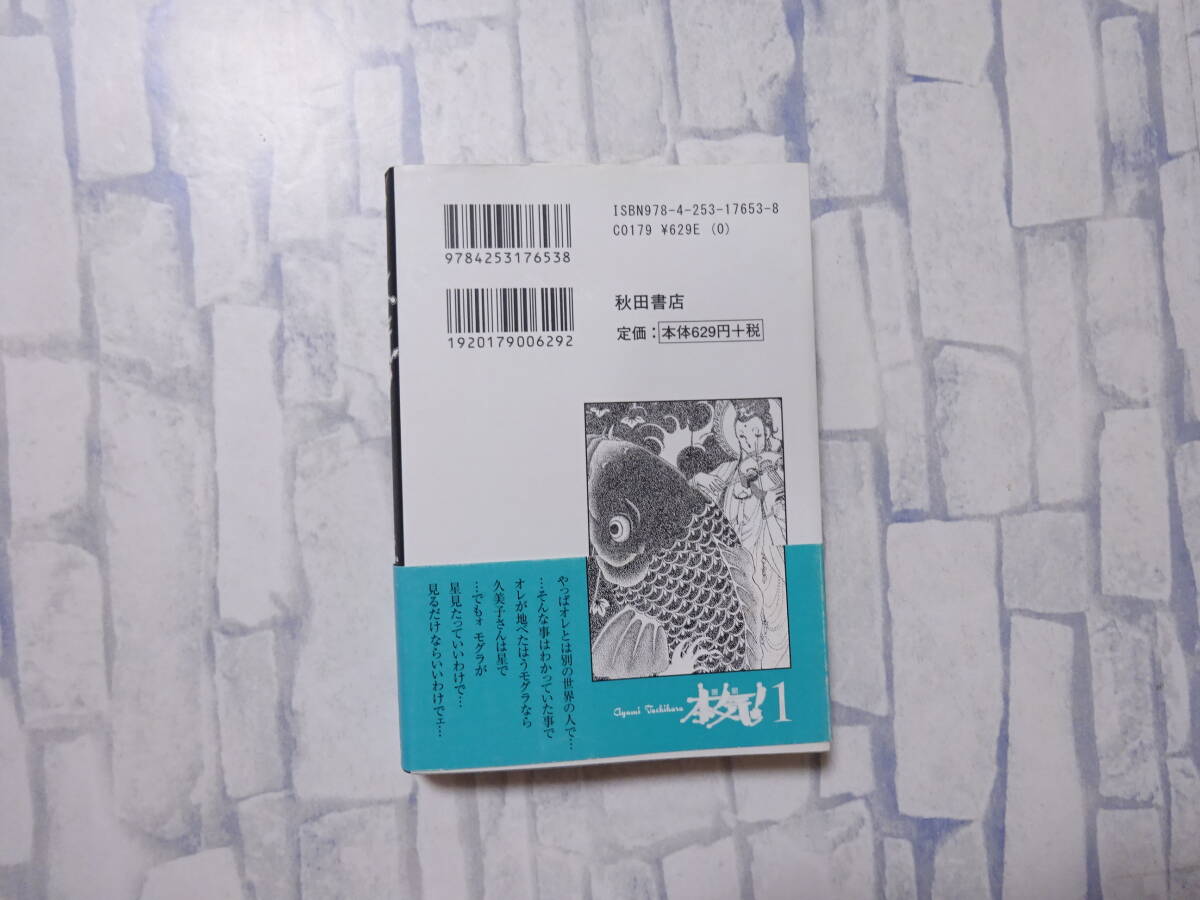 9784253176538
ISBN978-4-253-17653-8
C0179 ¥629E (0)
1920179006292
秋田書店
定価：本体629円＋税
やっぱオレとは別の世界の人で…
…そんな事はわかっていた事で
オレが地べたはうモグラなら
久美子さんは星で
…でもォ モグラが
星見たっていいわけで…
見るだけならいいわけでェ…
Ayumi Tachihara
本気! 1